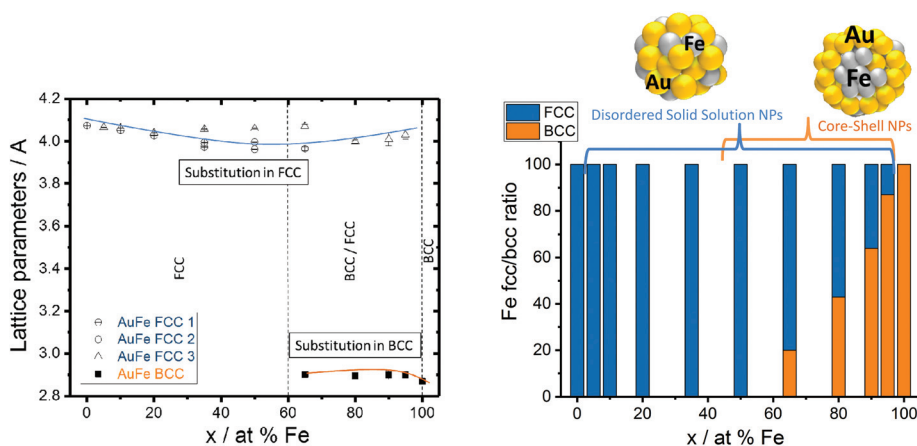 Lattice parameters / A
4.2
4.0
3.8
3.6
3.4
3.2
3.0
2.8
0
20
40
60
80
100
x / at % Fe
Substitution in FCC
FCC
BCC / FCC
BCC
Substitution in BCC
AuFe FCC 1
AuFe FCC 2
AuFe FCC 3
AuFe BCC
Fe
Au
Au
Fe
FCC
BCC
Disordered Solid Solution NPs
Core-Shell NPs
Fe fcc/bcc ratio
100
80
60
40
20
0
0
20
40
60
80
100
x / at % Fe